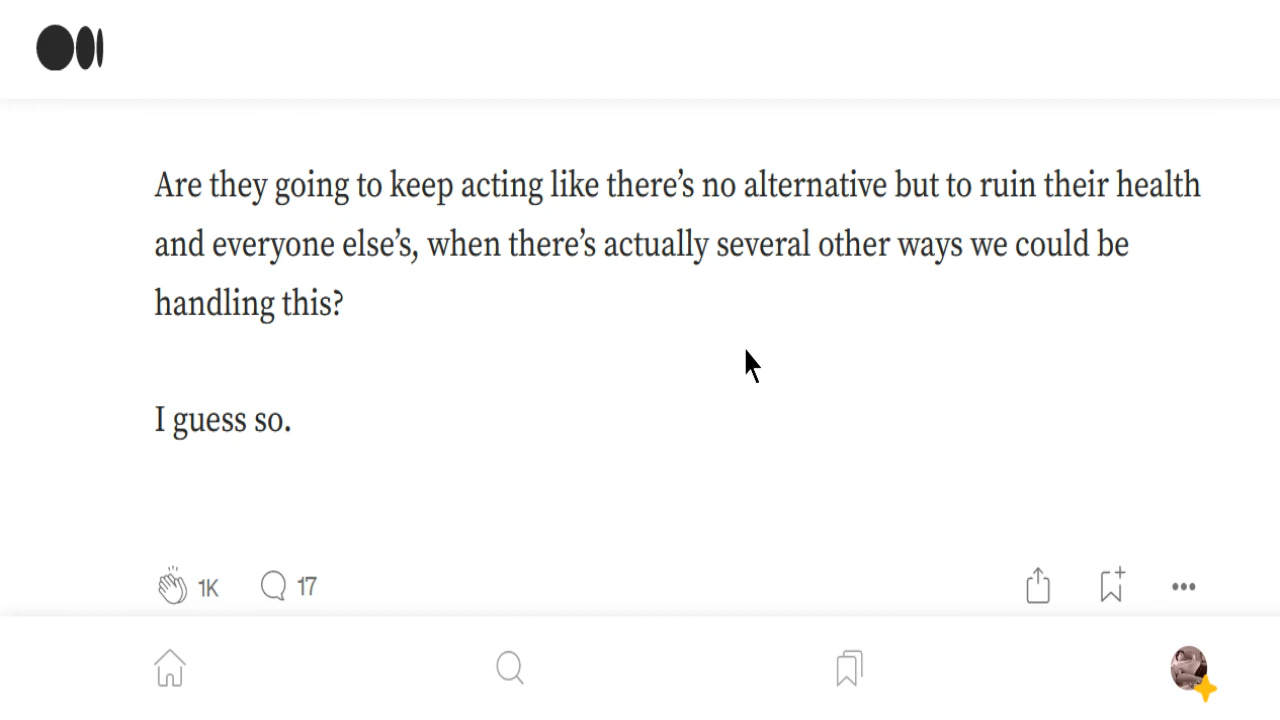 Are they going to keep acting like there’s no alternative but to ruin their health
and everyone else’s, when there’s actually several other ways we could be
handling this?
I guess so.
1K 17